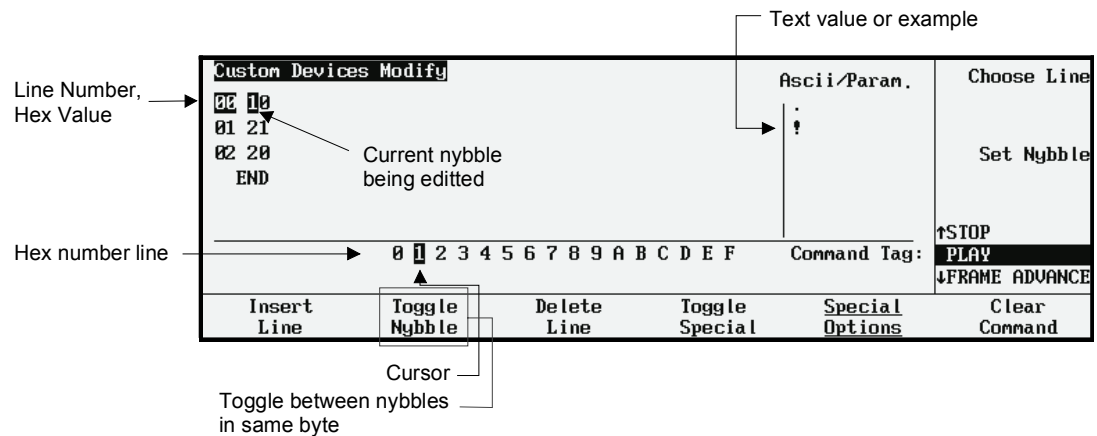 Text value or example
Custom Devices Modify
Ascii/Param.
Choose Line
Line Number,
Hex Value
00 10
.
01 21
!
02 20
Current nybble
being editted
Set Nybble
END
↑STOP
Hex number line
0 1 2 3 4 5 6 7 8 9 A B C D E F
Command Tag:
PLAY
↓FRAME ADVANCE
Insert
Line
Toggle
Nybble
Delete
Line
Toggle
Special
Special
Options
Clear
Command
Cursor
Toggle between nybbles
in same byte